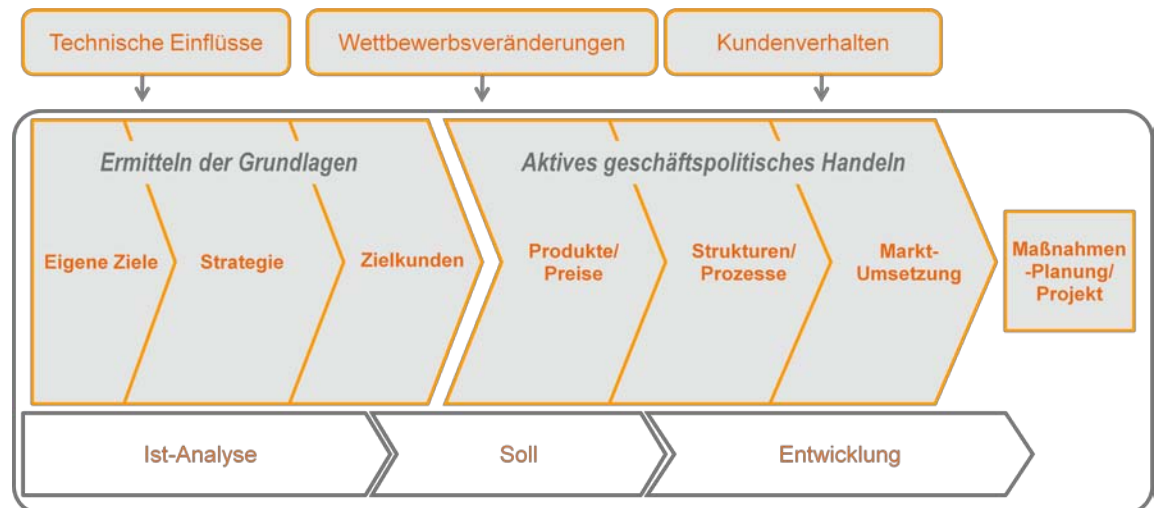 Technische Einflüsse
Wettbewerbsveränderungen
Kundenverhalten
Ermitteln der Grundlagen
Aktives geschäftspolitisches Handeln
Eigene Ziele
Strategie
Zielkunden
Produkte/
Preise
Strukturen/
Prozesse
Markt-
Umsetzung
Maßnahmen
-Planung/
Projekt
Ist-Analyse
Soll
Entwicklung